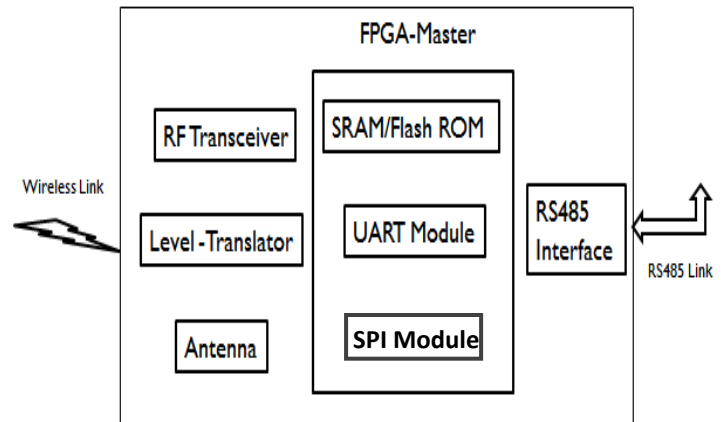 FPGA-Master
RF Transceiver
SRAM/Flash ROM
Wireless Link
Level -Translator
UART Module
RS485
Interface
RS485 Link
Antenna
SPI Module